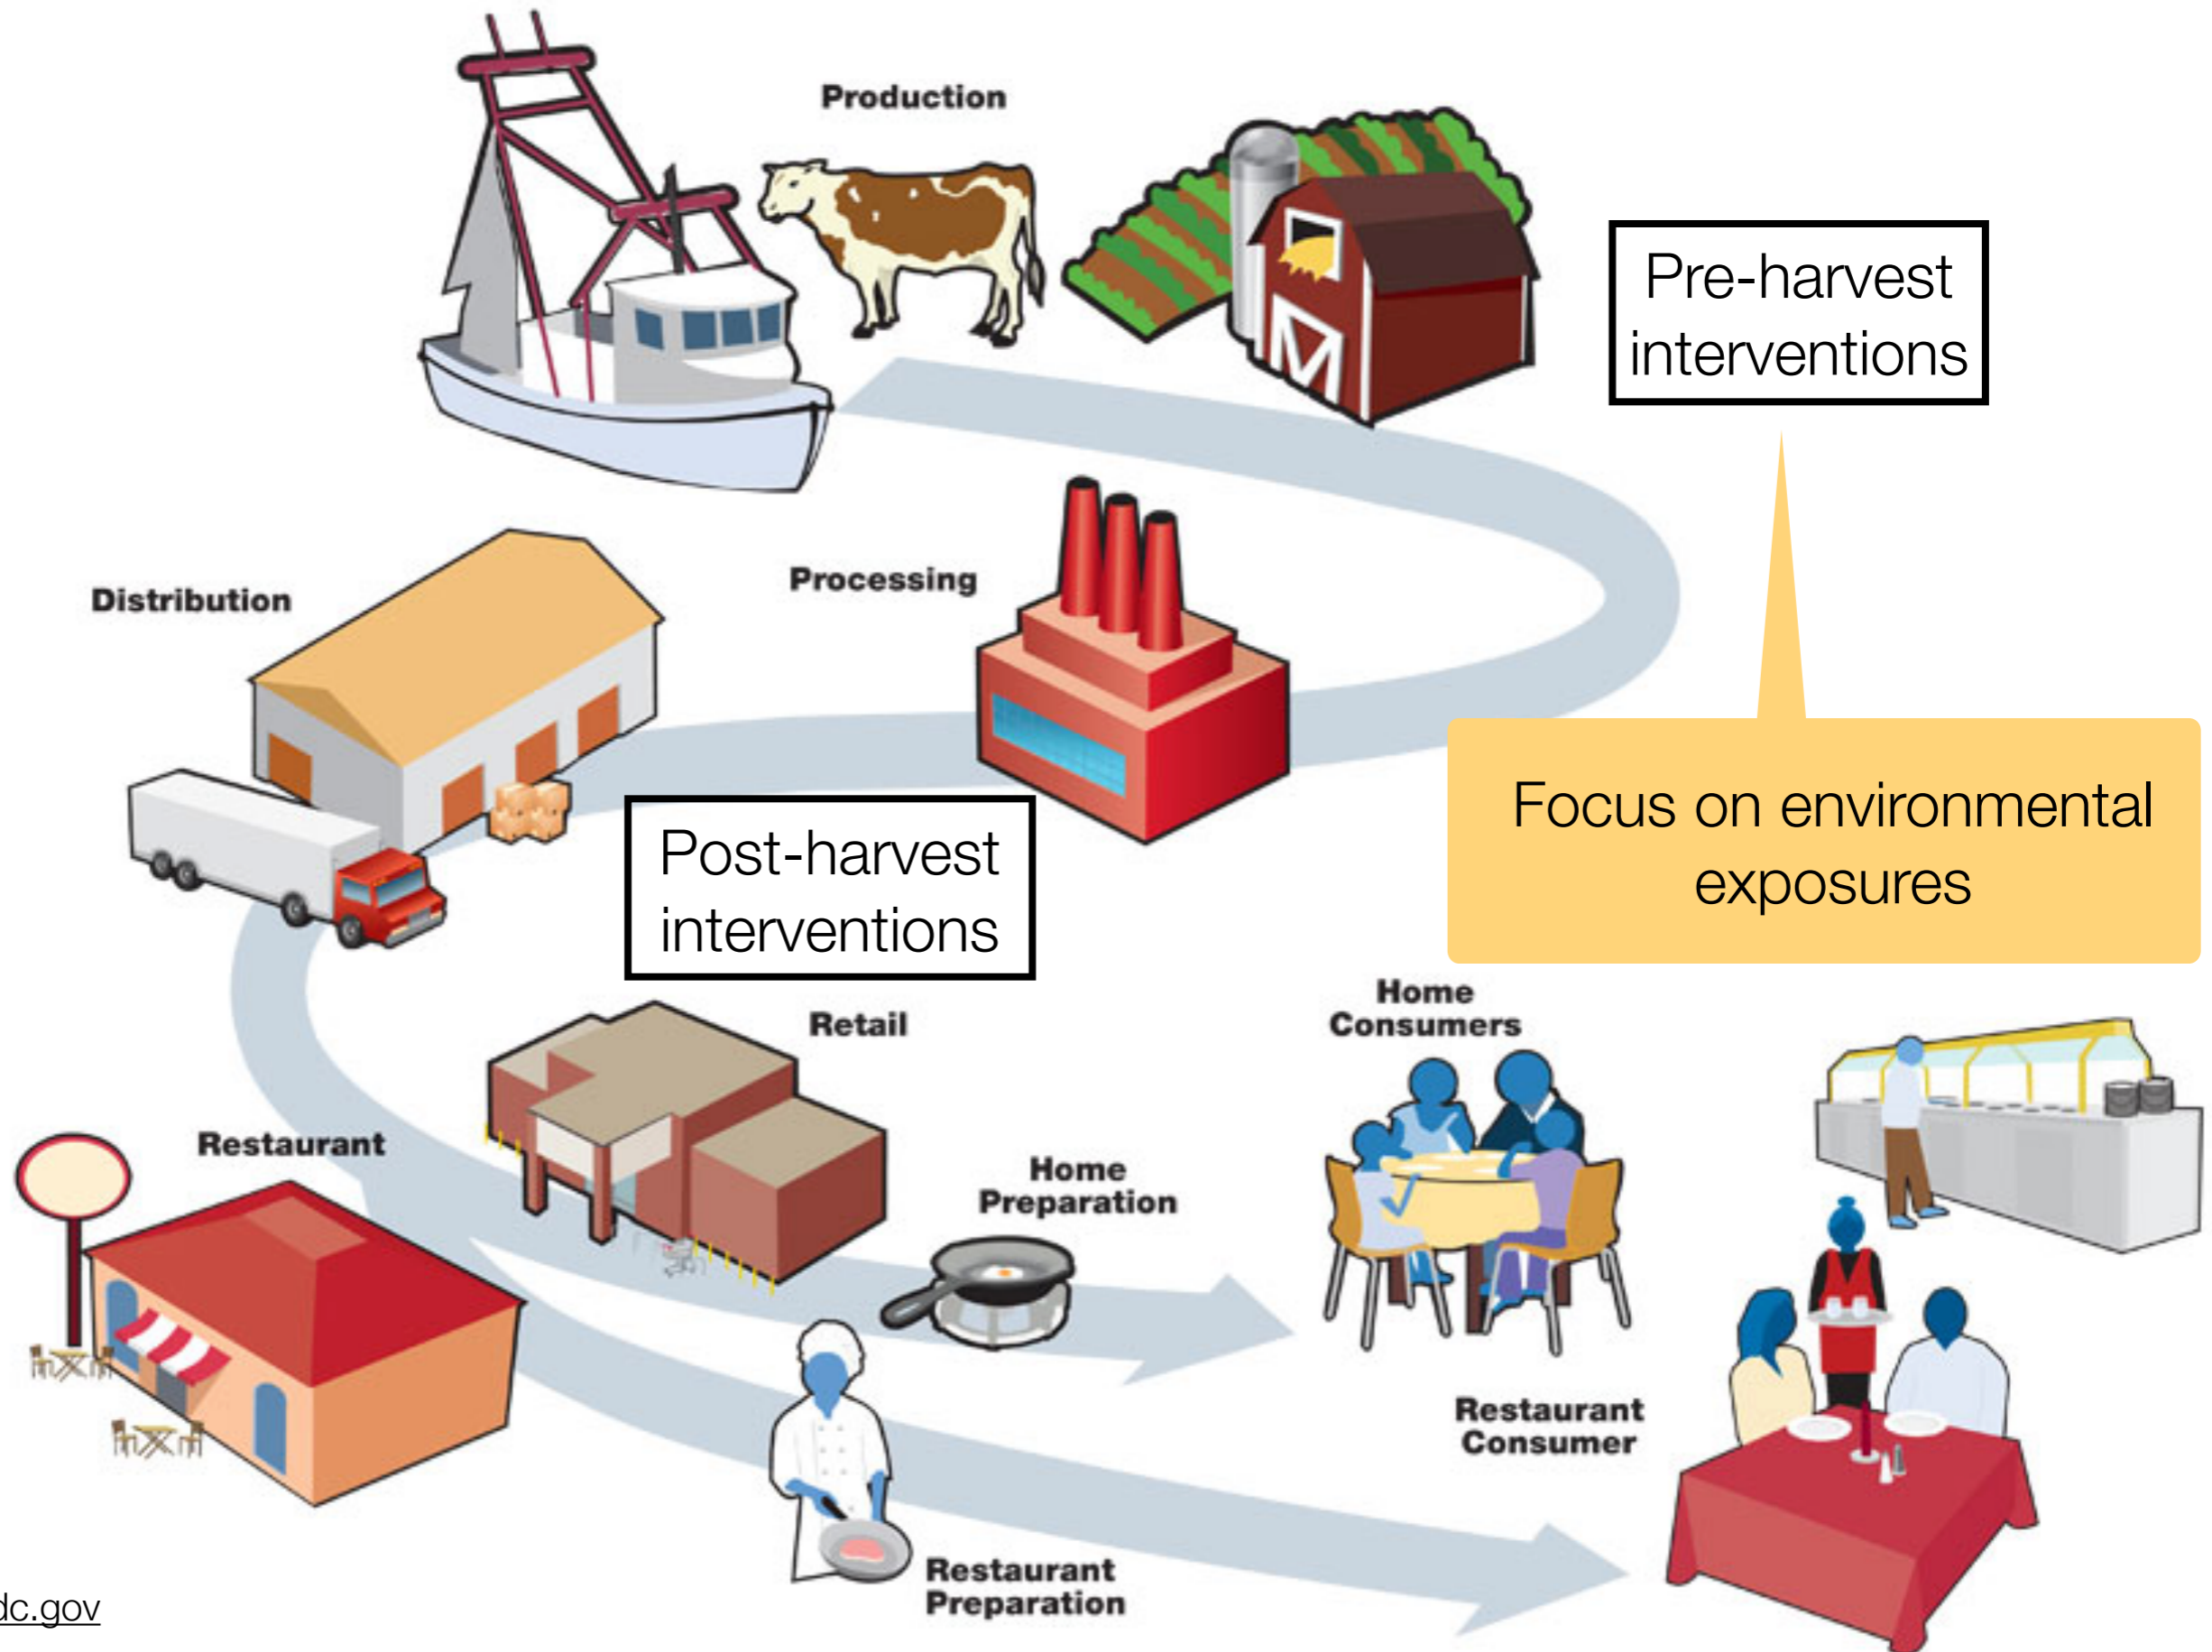 Production
Pre-harvest
interventions
Processing
Distribution
Focus on environmental
exposures
Post-harvest
interventions
Home
Consumers
Retail
Restaurant
Home
Preparation
Restaurant
Consumer
Restaurant
Preparation
dc.gov